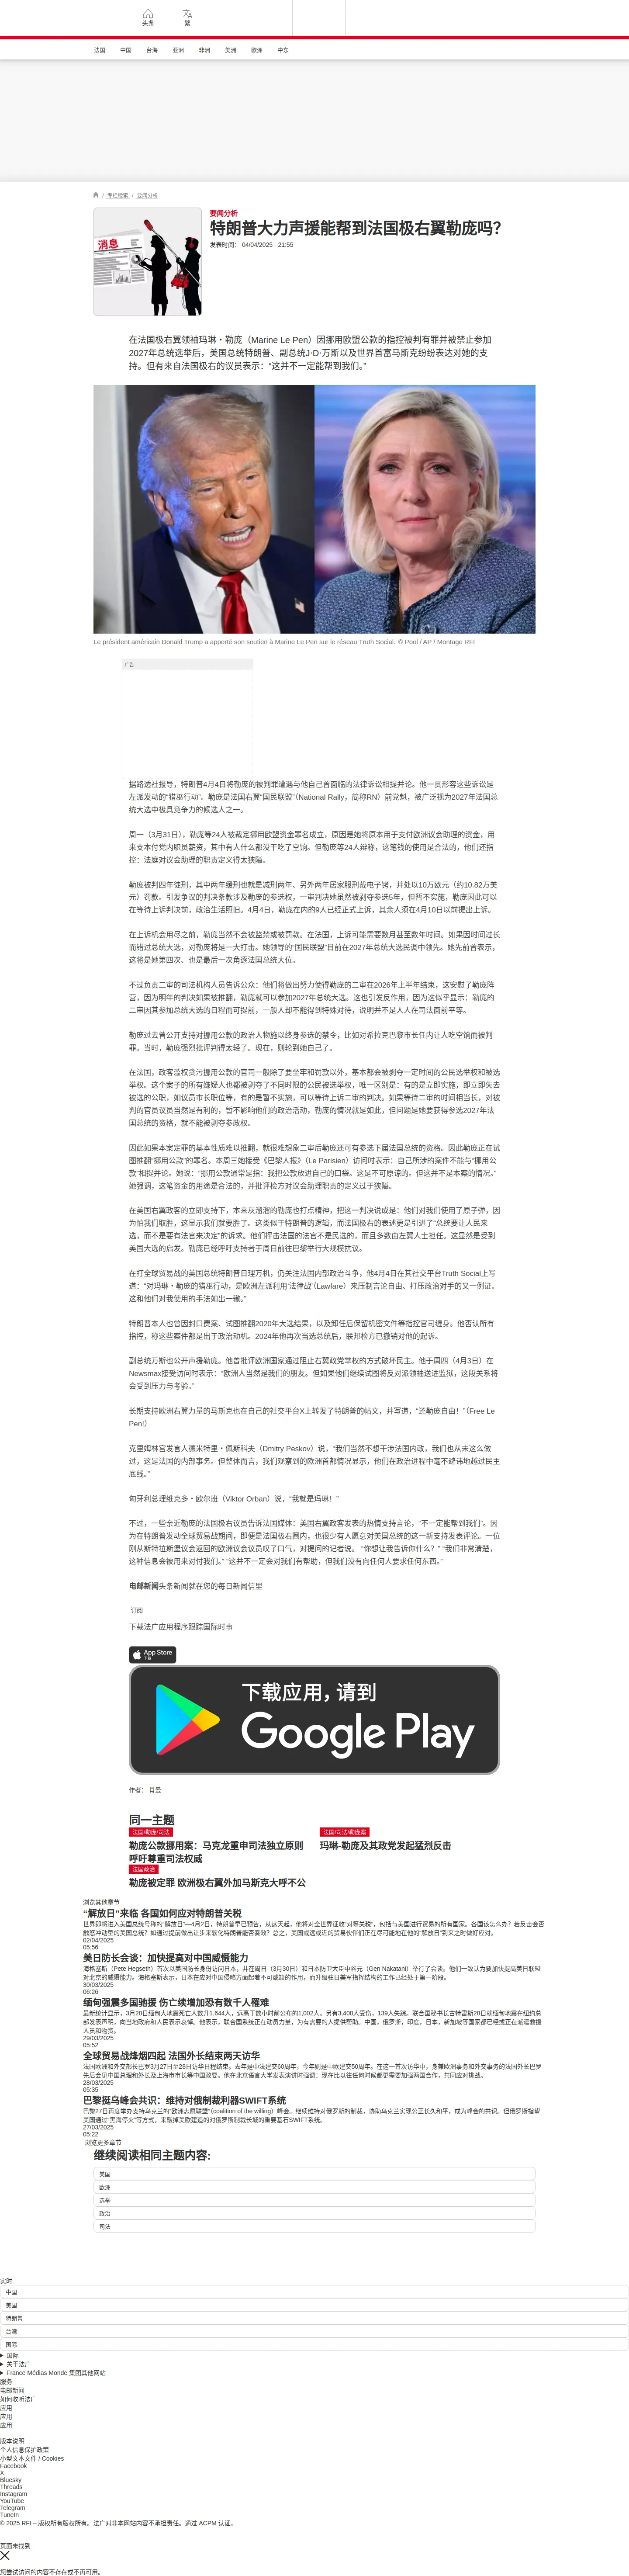 头条
繁
法国
中国
台海
亚洲
非洲
美洲
欧洲
中东
/ 专栏检索 / 要闻分析
消息
要闻分析
特朗普大力声援能帮到法国极右翼勒庞吗?
发表时间： 04/04/2025 - 21:55
在法国极右翼领袖玛琳・勒庞（Marine Le Pen）因挪用欧盟公款的指控被判有罪并被禁止参加
2027年总统选举后，美国总统特朗普、副总统J·D·万斯以及世界首富马斯克纷纷表达对她的支
持。但有来自法国极右的议员表示：“这并不一定能帮到我们。”
Le président américain Donald Trump a apporté son soutien à Marine Le Pen sur le réseau Truth Social. © Pool / AP / Montage RFI
广告
据路透社报导，特朗普4月4日将勒庞的被判罪遭遇与他自己曾面临的法律诉讼相提并论。他一贯形容这些诉讼是
左派发动的“猎巫行动”。勒庞是法国右翼“国民联盟”（National Rally，简称RN）前党魁，被广泛视为2027年法国总
统大选中极具竞争力的候选人之一。
周一（3月31日），勒庞等24人被裁定挪用欧盟资金罪名成立，原因是她将原本用于支付欧洲议会助理的资金，用
来支本付党内职员薪资，其中有人什么都没干吃了空饷。但勒庞等24人辩称，这笔钱的使用是合法的，他们还指
控：法庭对议会助理的职责定义得太狭隘。
勒庞被判四年徒刑，其中两年缓刑也就是减刑两年、另外两年居家服刑戴电子铐，并处以10万欧元（约10.82万美
元）罚款。引发争议的判决条款涉及勒庞的参选权，一审判决她虽然被剥夺参选5年，但暂不实施，可以勒庞因此可以
在等待上诉判决前，政治生活照旧。4月4日，勒庞在内的9人已经正式上诉，其余人须在4月10日以前提出上诉。
在上诉机会用尽之前，勒庞当然不会被监禁或被罚款。在法国，上诉可能需要数月甚至数年时间。如果因时间过长
而错过总统大选，对勒庞将是一大打击。她领导的“国民联盟”目前在2027年总统大选民调中领先。她先前曾表示，
这将是她第四次、也是最后一次角逐法国总统大位。
不过负责二审的司法机构人员告诉公众：他们将做出努力使得勒庞的二审在2026年上半年结束，这安慰了勒庞阵
营，因为明年的判决如果被推翻，勒庞就可以参加2017年总统大选。这也引发反作用，因为这似乎显示：勒庞的
二审因其参加总统大选的日程而可提前，一般人却不能得到特殊对待，说明并不是人人在司法面前平等。
勒庞过去曾公开支持对挪用公款的政治人物施以终身参选的禁令，比如对希拉克巴黎市长任内让人吃空饷而被判
罪。当时，勒庞强烈批评判得太轻了。现在，则轮到她自己了。
在法国，政客滥权贪污挪用公款的官司一般除了要坐牢和罚款以外，基本都会被剥夺一定时间的公民选举权和被选
举权。这个案子的所有嫌疑人也都被剥夺了不同时限的公民被选举权，唯一区别是：有的是立即实施，即立即失去
被选的公职，如议员市长职位等，有的是暂不实施，可以等待上诉二审的判决。如果等待二审的时间相当长，对被
判的官员议员当然是有利的，暂不影响他们的政治活动，勒庞的情况就是如此，但问题是她要获得参选2027年法
国总统的资格，就不能被剥夺参政权。
因此如果本案定罪的基本性质难以推翻，就很难想象二审后勒庞还可有参选下届法国总统的资格。因此勒庞正在试
图推翻“挪用公款”的罪名。本周三她接受《巴黎人报》（Le Parisien）访问时表示：自己所涉的案件不能与“挪用公
款”相提并论。她说：“挪用公款通常是指：我把公款放进自己的口袋。这是不可原谅的。但这并不是本案的情况。”
她强调，这笔资金的用途是合法的，并批评检方对议会助理职责的定义过于狭隘。
在美国右翼政客的立即支持下，本来灰溜溜的勒庞也打点精神，把这一判决说成是：他们对我们使用了原子弹，因
为怕我们取胜，这显示我们就要胜了。这类似于特朗普的逻辑，而法国极右的表述更是引进了“总统要让人民来
选，而不是要有法官来决定”的诉求。他们抨击法国的法官不是民选的，而且多数由左翼人士担任。这显然是受到
美国大选的启发。勒庞已经呼吁支持者于周日前往巴黎举行大规模抗议。
在打全球贸易战的美国总统特朗普日理万机，仍关注法国内部政治斗争，他4月4日在其社交平台Truth Social上写
道：“对玛琳・勒庞的猎巫行动，是欧洲左派利用‘法律战’（Lawfare）来压制言论自由、打压政治对手的又一例证。
这和他们对我使用的手法如出一辙。”
特朗普本人也曾因封口费案、试图推翻2020年大选结果，以及卸任后保留机密文件等指控官司缠身。他否认所有
指控，称这些案件都是出于政治动机。2024年他再次当选总统后，联邦检方已撤销对他的起诉。
副总统万斯也公开声援勒庞。他曾批评欧洲国家通过阻止右翼政党掌权的方式破坏民主。他于周四（4月3日）在
Newsmax接受访问时表示：“欧洲人当然是我们的朋友。但如果他们继续试图将反对派领袖送进监狱，这段关系将
会受到压力与考验。”
长期支持欧洲右翼力量的马斯克也在自己的社交平台X上转发了特朗普的帖文，并写道，“还勒庞自由！”（Free Le
Pen!）
克里姆林宫发言人德米特里・佩斯科夫（Dmitry Peskov）说，“我们当然不想干涉法国内政，我们也从未这么做
过，这是法国的内部事务。但整体而言，我们观察到的欧洲首都情况显示，他们在政治进程中毫不避讳地越过民主
底线。”
匈牙利总理维克多・欧尔班（Viktor Orban）说，“我就是玛琳！”
不过，一些亲近勒庞的法国极右议员告诉法国媒体：美国右翼政客发表的热情支持言论，“不一定能帮到我们”。因
为在特朗普发动全球贸易战期间，即便是法国极右圈内，也很少有人愿意对美国总统的这一新支持发表评论。一位
刚从斯特拉斯堡议会返回的欧洲议会议员叹了口气，对提问的记者说。 “你想让我告诉你什么？” “我们非常清楚，
这种信息会被用来对付我们。” “这并不一定会对我们有帮助，但我们没有向任何人要求任何东西。”
电邮新闻头条新闻就在您的每日新闻信里
订阅
下载法广应用程序跟踪国际时事
App Store
下载
下载应用，请到
Google Play
作者： 肖曼
同一主题
法国/勒庞/司法
勒庞公款挪用案：马克龙重申司法独立原则
呼吁尊重司法权威
法国/司法/勒庞案
玛琳-勒庞及其政党发起猛烈反击
法国政治
勒庞被定罪 欧洲极右翼外加马斯克大呼不公
浏览其他章节
“解放日”来临 各国如何应对特朗普关税
世界即将进入美国总统号称的“解放日”—4月2日，特朗普早已预告，从这天起，他将对全世界征收“对等关税”，包括与美国进行贸易的所有国家。各国该怎么办？若反击会否
触怒冲动型的美国总统？如通过提前做出让步来软化特朗普能否奏效？总之，美国或远或近的贸易伙伴们正在尽可能地在他的“解放日”到来之时做好应对。
02/04/2025
05:56
美日防长会谈：加快提高对中国威慑能力
海格塞斯（Pete Hegseth）首次以美国防长身份访问日本，并在周日（3月30日）和日本防卫大臣中谷元（Gen Nakatani）举行了会谈。他们一致认为要加快提高美日联盟
对北京的威慑能力。海格塞斯表示，日本在应对中国侵略方面起着不可或缺的作用，而升级驻日美军指挥结构的工作已经处于第一阶段。
30/03/2025
06:26
缅甸强震多国驰援 伤亡续增加恐有数千人罹难
最新统计显示，3月28日缅甸大地震死亡人数升1,644人，远高于数小时前公布的1,002人。另有3,408人受伤，139人失踪。联合国秘书长古特雷斯28日就缅甸地震在纽约总
部发表声明，向当地政府和人民表示哀悼。他表示，联合国系统正在动员力量，为有需要的人提供帮助。中国，俄罗斯，印度，日本，新加坡等国家都已经或正在派遣救援
人员和物资。
29/03/2025
05:52
全球贸易战烽烟四起 法国外长结束两天访华
法国欧洲和外交部长巴罗3月27日至28日访华日程结束。去年是中法建交60周年，今年则是中欧建交50周年。在这一首次访华中，身兼欧洲事务和外交事务的法国外长巴罗
先后会见中国总理和外长及上海市市长等中国政要。他在北京语言大学发表演讲时强调：现在比以往任何时候都更需要加强两国合作，共同应对挑战。
28/03/2025
05:35
巴黎挺乌峰会共识：维持对俄制裁利器SWIFT系统
巴黎27日再度举办支持乌克兰的“欧洲志愿联盟”（coalition of the willing）峰会。继续维持对俄罗斯的制裁，协助乌克兰实现公正长久和平，成为峰会的共识。但俄罗斯指望
美国通过“黑海停火”等方式，来敲掉美欧建造的对俄罗斯制裁长城的重要基石SWIFT系统。
27/03/2025
05:22
浏览更多章节
继续阅读相同主题内容:
美国
欧洲
选举
政治
司法
实时
中国
美国
特朗普
台湾
国际
国际
关于法广
France Médias Monde 集团其他网站
服务
电邮新闻
如何收听法广
应用
应用
应用
版本说明
个人信息保护政策
小型文本文件 / Cookies
Facebook
X
Bluesky
Threads
Instagram
YouTube
Telegram
TuneIn
© 2025 RFI – 版权所有版权所有。法广对非本网站内容不承担责任。通过 ACPM 认证。
页面未找到
您尝试访问的内容不存在或不再可用。